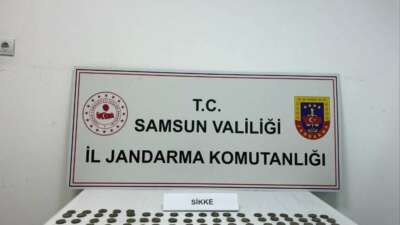 T.C.
SAMSUN VALİLİĞİ
İL JANDARMA KOMUTANLIĞI
SİKKE